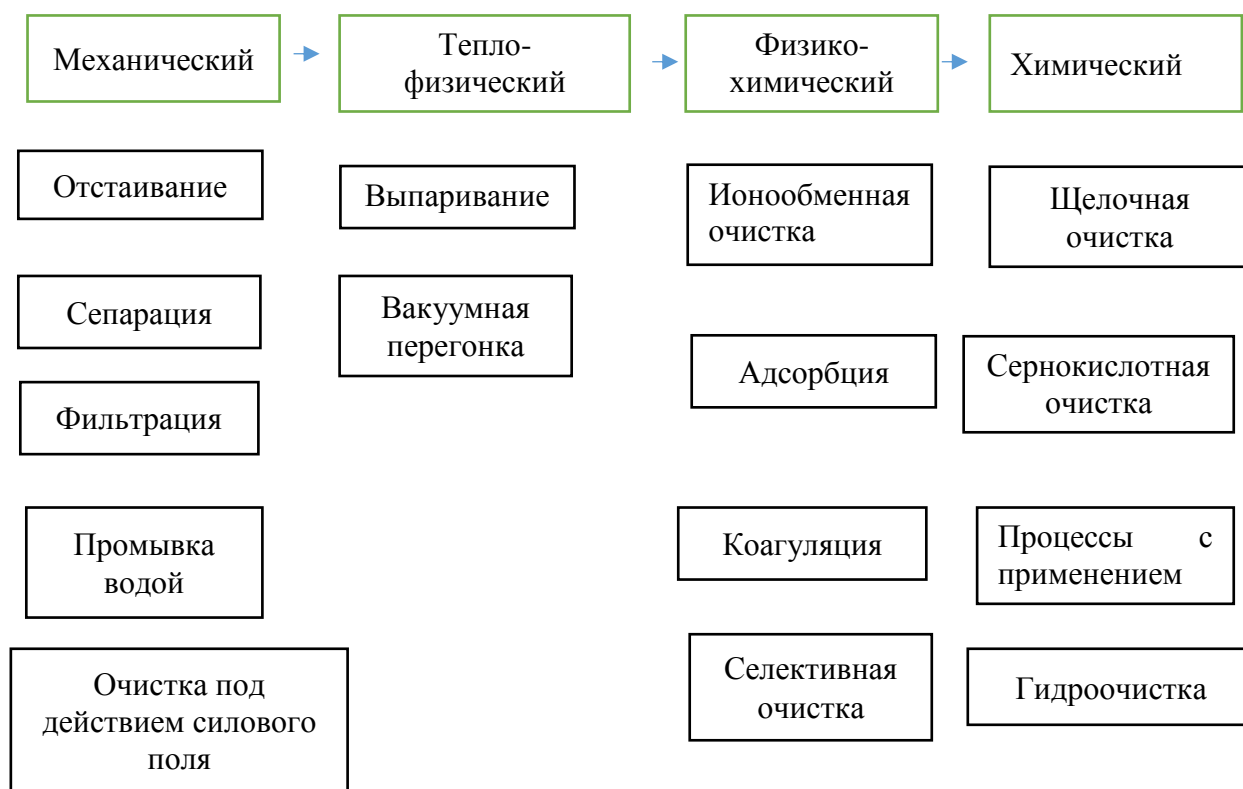 Механический
Тепло-
физический
Физико-
химический
Химический
Отстаивание
Выпаривание
Ионообменная
очистка
Щелочная
очистка
Сепарация
Вакуумная
перегонка
Адсорбция
Сернокислотная
очистка
Фильтрация
Промывка
водой
Коагуляция
Процессы с
применением
Очистка под
действием силового
поля
Селективная
очистка
Гидроочистка